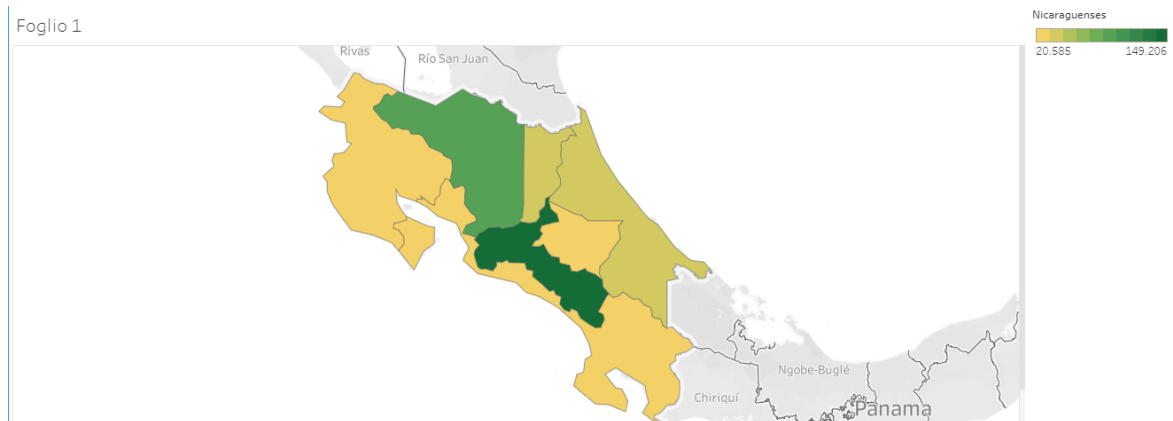 Foglio 1
Nicaraguenses
20.585 149.206
Rivas
Río San Juan
Ngobe-Buglé
Chiriquí
Panama